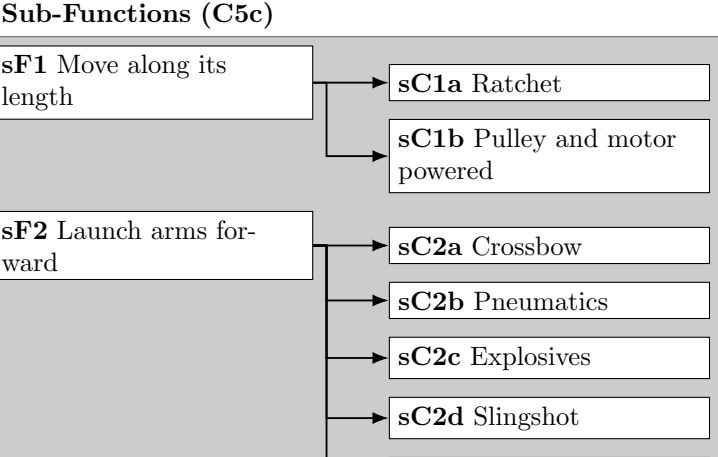 Sub-Functions (C5c)
sF1 Move along its
length
sC1a Ratchet
sC1b Pulley and motor
powered
sF2 Launch arms for-
ward
sC2a Crossbow
sC2b Pneumatics
sC2c Explosives
sC2d Slingshot